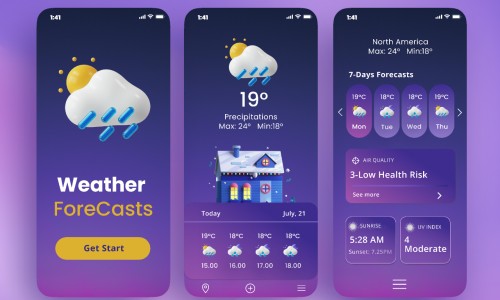 1:41
Weather
ForeCasts
Get Start
1:41
19°
Precipitations
Max: 24° Min:18°
Today July, 21
19°C 18°C 18°C 19°C
15.00 16.00 17.00 18.00
1:41
North America
Max: 24° Min:18°
7-Days Forecasts
19°C 18°C 18°C 19°C
Mon Tue Wed Thu
AIR QUALITY
3-Low Health Risk
See more
SUNRISE:
5:28 AM
Sunset: 7.25PM
UV INDEX
4
Moderate